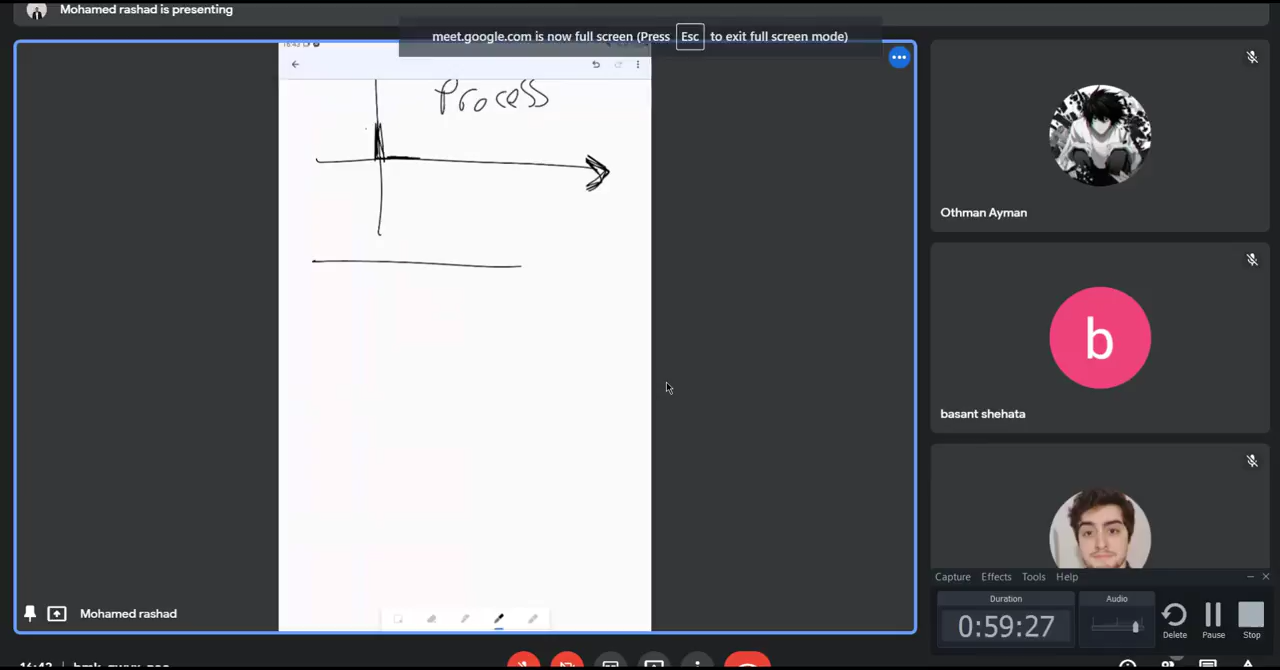 Mohamed rashad is presenting
meet.google.com is now full screen (Press Esc to exit full screen mode)
Process
Othman Ayman
b
basant shehata
Mohamed rashad
Capture Effects Tools Help
Duration
Audio
0:59:27
Delete
Pause
Stop